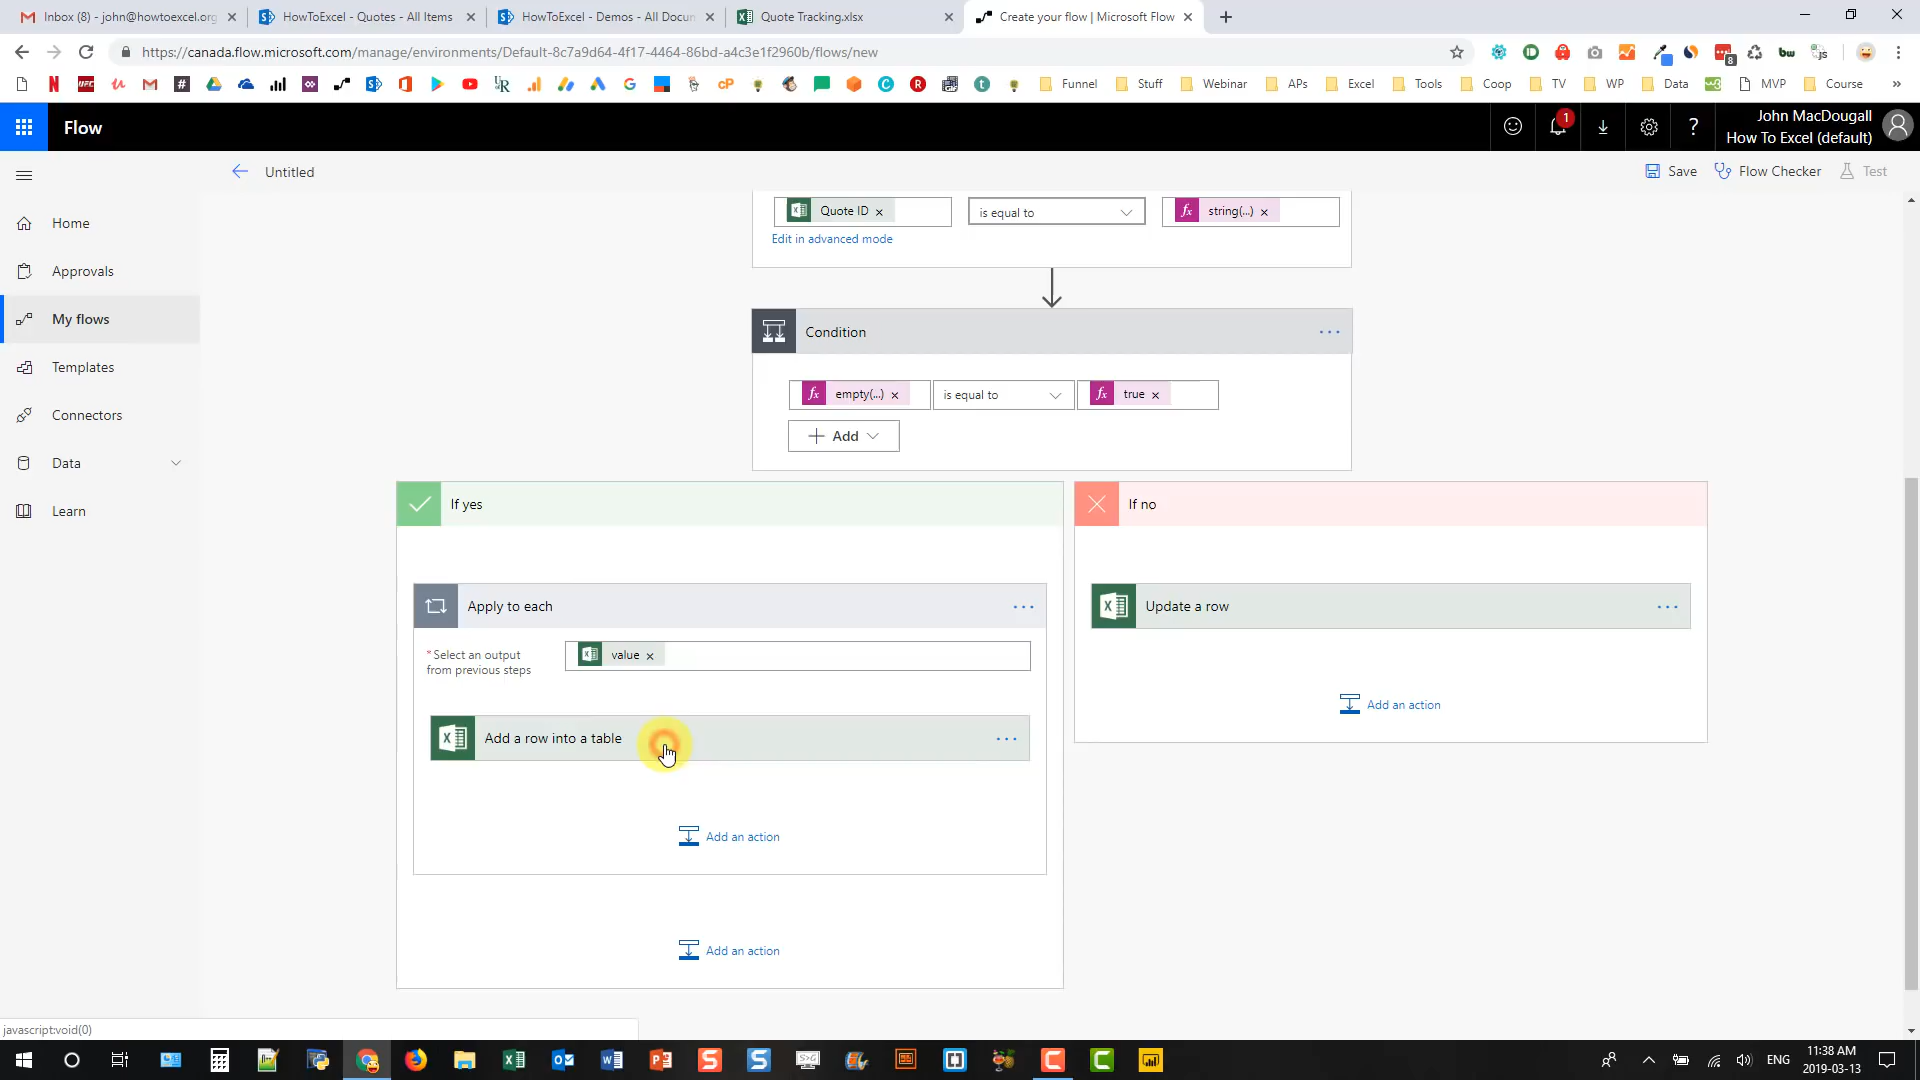 Inbox (8) - john@howtoexcel.org
HowToExcel - Quotes - All Items
HowToExcel - Demos - All Docun
Quote Tracking.xlsx
Create your flow | Microsoft Flow
https://canada.flow.microsoft.com/manage/environments/Default-8c7a9d64-4f17-4464-86bd-a4c3e1f2960b/flows/new
Funnel
Stuff
Webinar
APs
Excel
Tools
Coop
TV
WP
Data
MVP
Course
Flow
1
John MacDougall
How To Excel (default)
Untitled
Save
Flow Checker
Test
Home
Approvals
My flows
Templates
Connectors
Data
Learn
Quote ID
is equal to
string(...)
Edit in advanced mode
Condition
empty(...)
is equal to
true
Add
If yes
If no
Apply to each
Update a row
*Select an output
from previous steps
value
Add an action
Add a row into a table
Add an action
Add an action
javascript:void(0)
ENG
11:38 AM
2019-03-13